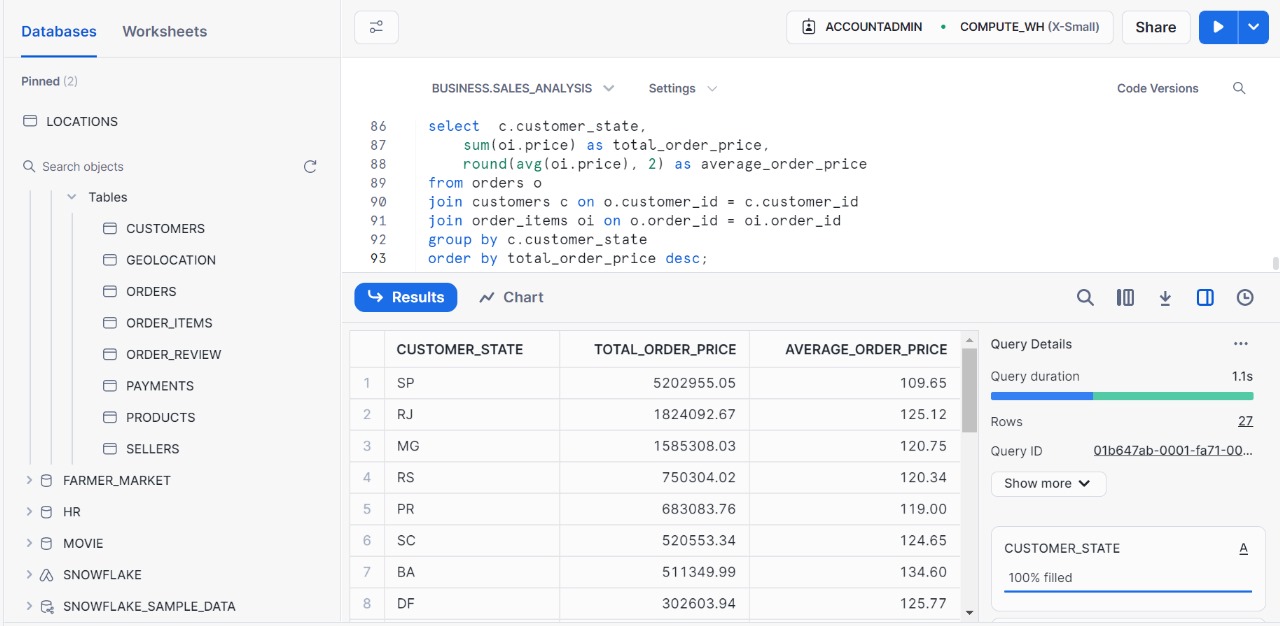 Databases
Worksheets
Pinned (2)
LOCATIONS
Search objects
Tables
CUSTOMERS
GEOLOCATION
ORDERS
ORDER_ITEMS
ORDER_REVIEW
PAYMENTS
PRODUCTS
SELLERS
FARMER_MARKET
HR
MOVIE
SNOWFLAKE
SNOWFLAKE_SAMPLE_DATA
ACCOUNTADMIN • COMPUTE_WH (X-Small)
Share
BUSINESS.SALES_ANALYSIS
Settings
Code Versions
86 select  c.customer_state,
87     sum(oi.price) as total_order_price,
88     round(avg(oi.price), 2) as average_order_price
89 from orders o
90 join customers c on o.customer_id = c.customer_id
91 join order_items oi on o.order_id = oi.order_id
92 group by c.customer_state
93 order by total_order_price desc;
Results
Chart
CUSTOMER_STATE TOTAL_ORDER_PRICE AVERAGE_ORDER_PRICE
1 SP 5202955.05 109.65
2 RJ 1824092.67 125.12
3 MG 1585308.03 120.75
4 RS 750304.02 120.34
5 PR 683083.76 119.00
6 SC 520553.34 124.65
7 BA 511349.99 134.60
8 DF 302603.94 125.77
Query Details
...
Query duration 1.1s
Rows 27
Query ID 01b647ab-0001-fa71-00...
Show more
CUSTOMER_STATE A
100% filled